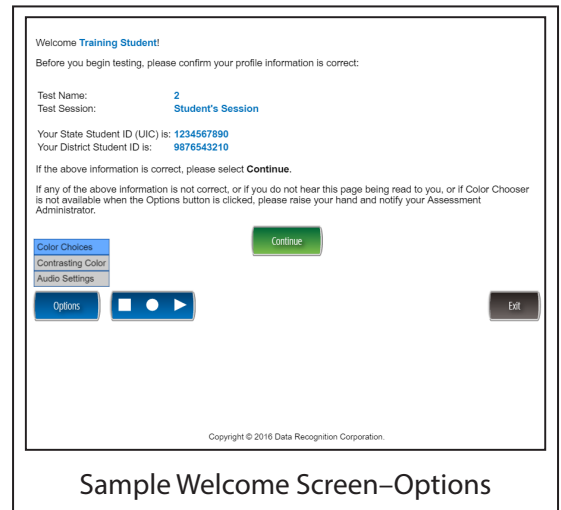 Welcome Training Student!
Before you begin testing, please confirm your profile information is correct:
Test Name: 2
Test Session: Student's Session
Your State Student ID (UIC) is: 1234567890
Your District Student ID is: 9876543210
If the above information is correct, please select Continue.
If any of the above information is not correct, or if you do not hear this page being read to you, or if Color Chooser
is not available when the Options button is clicked, please raise your hand and notify your Assessment
Administrator.
Continue
Color Choices
Contrasting Color
Audio Settings
Options
Exit
Copyright © 2016 Data Recognition Corporation.
Sample Welcome Screen–Options